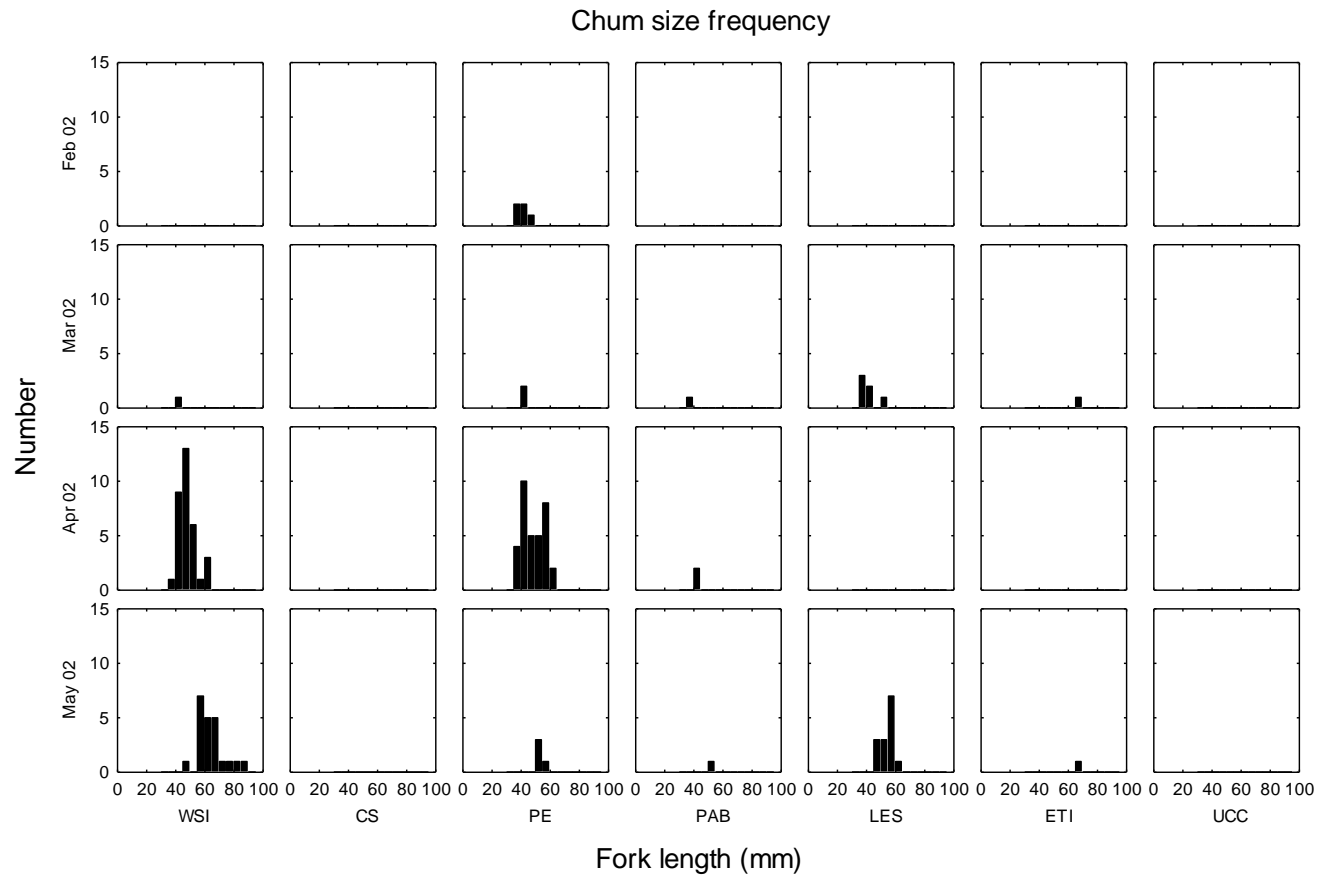 Chum size frequency
15
10
5
0
Feb 02
15
10
5
0
Mar 02
15
10
5
0
Apr 02
15
10
5
0
May 02
Number
0 20 40 60 80 100 0 20 40 60 80 100 0 20 40 60 80 100 0 20 40 60 80 100 0 20 40 60 80 100 0 20 40 60 80 100 0 20 40 60 80 100
WSI CS PE PAB LES ETI UCC
Fork length (mm)